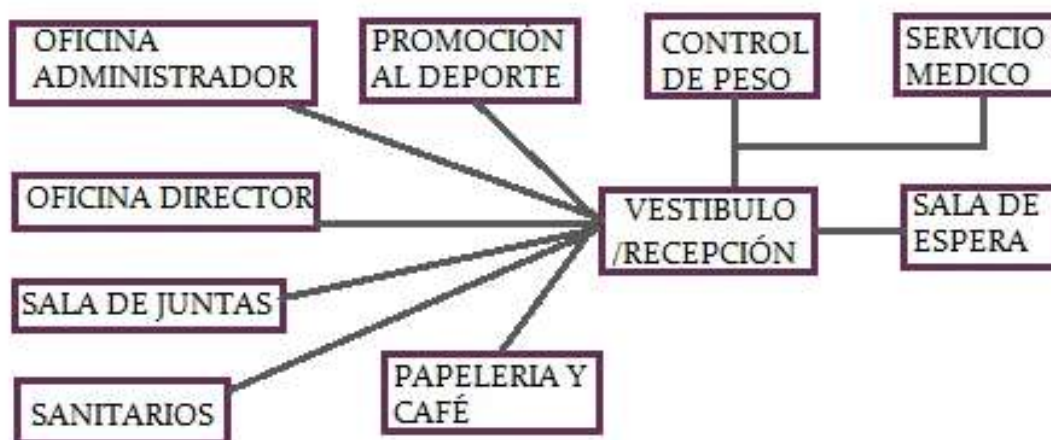 OFICINA
ADMINISTRADOR
PROMOCIÓN
AL DEPORTE
CONTROL
DE PESO
SERVICIO
MEDICO
OFICINA DIRECTOR
VESTIBULO
/RECEPCIÓN
SALA DE
ESPERA
SALA DE JUNTAS
SANITARIOS
PAPELERIA Y
CAFÉ